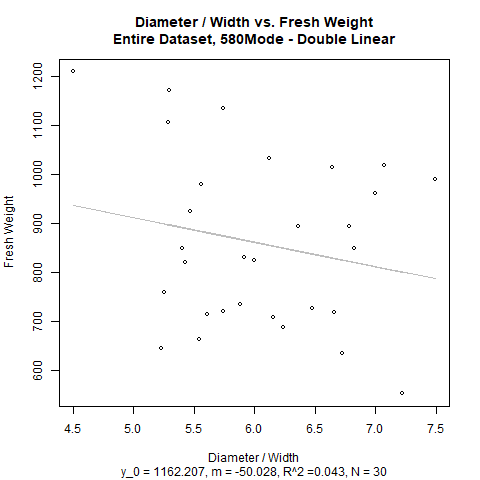 Diameter / Width vs. Fresh Weight
Entire Dataset, 580Mode - Double Linear
Fresh Weight
1200
1100
1000
900
800
700
600
4.5 5.0 5.5 6.0 6.5 7.0 7.5
Diameter / Width
y_0 = 1162.207, m = -50.028, R^2 =0.043, N = 30